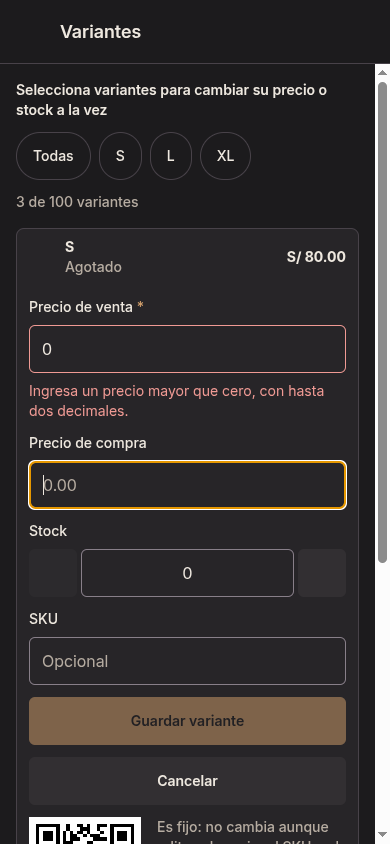 Variantes
Selecciona variantes para cambiar su precio o
stock a la vez
Todas
S
L
XL
3 de 100 variantes
S
Agotado
S/ 80.00
Precio de venta *
0
Ingresa un precio mayor que cero, con hasta
dos decimales.
Precio de compra
0.00
Stock
0
SKU
Opcional
Guardar variante
Cancelar
Es fijo: no cambia aunque